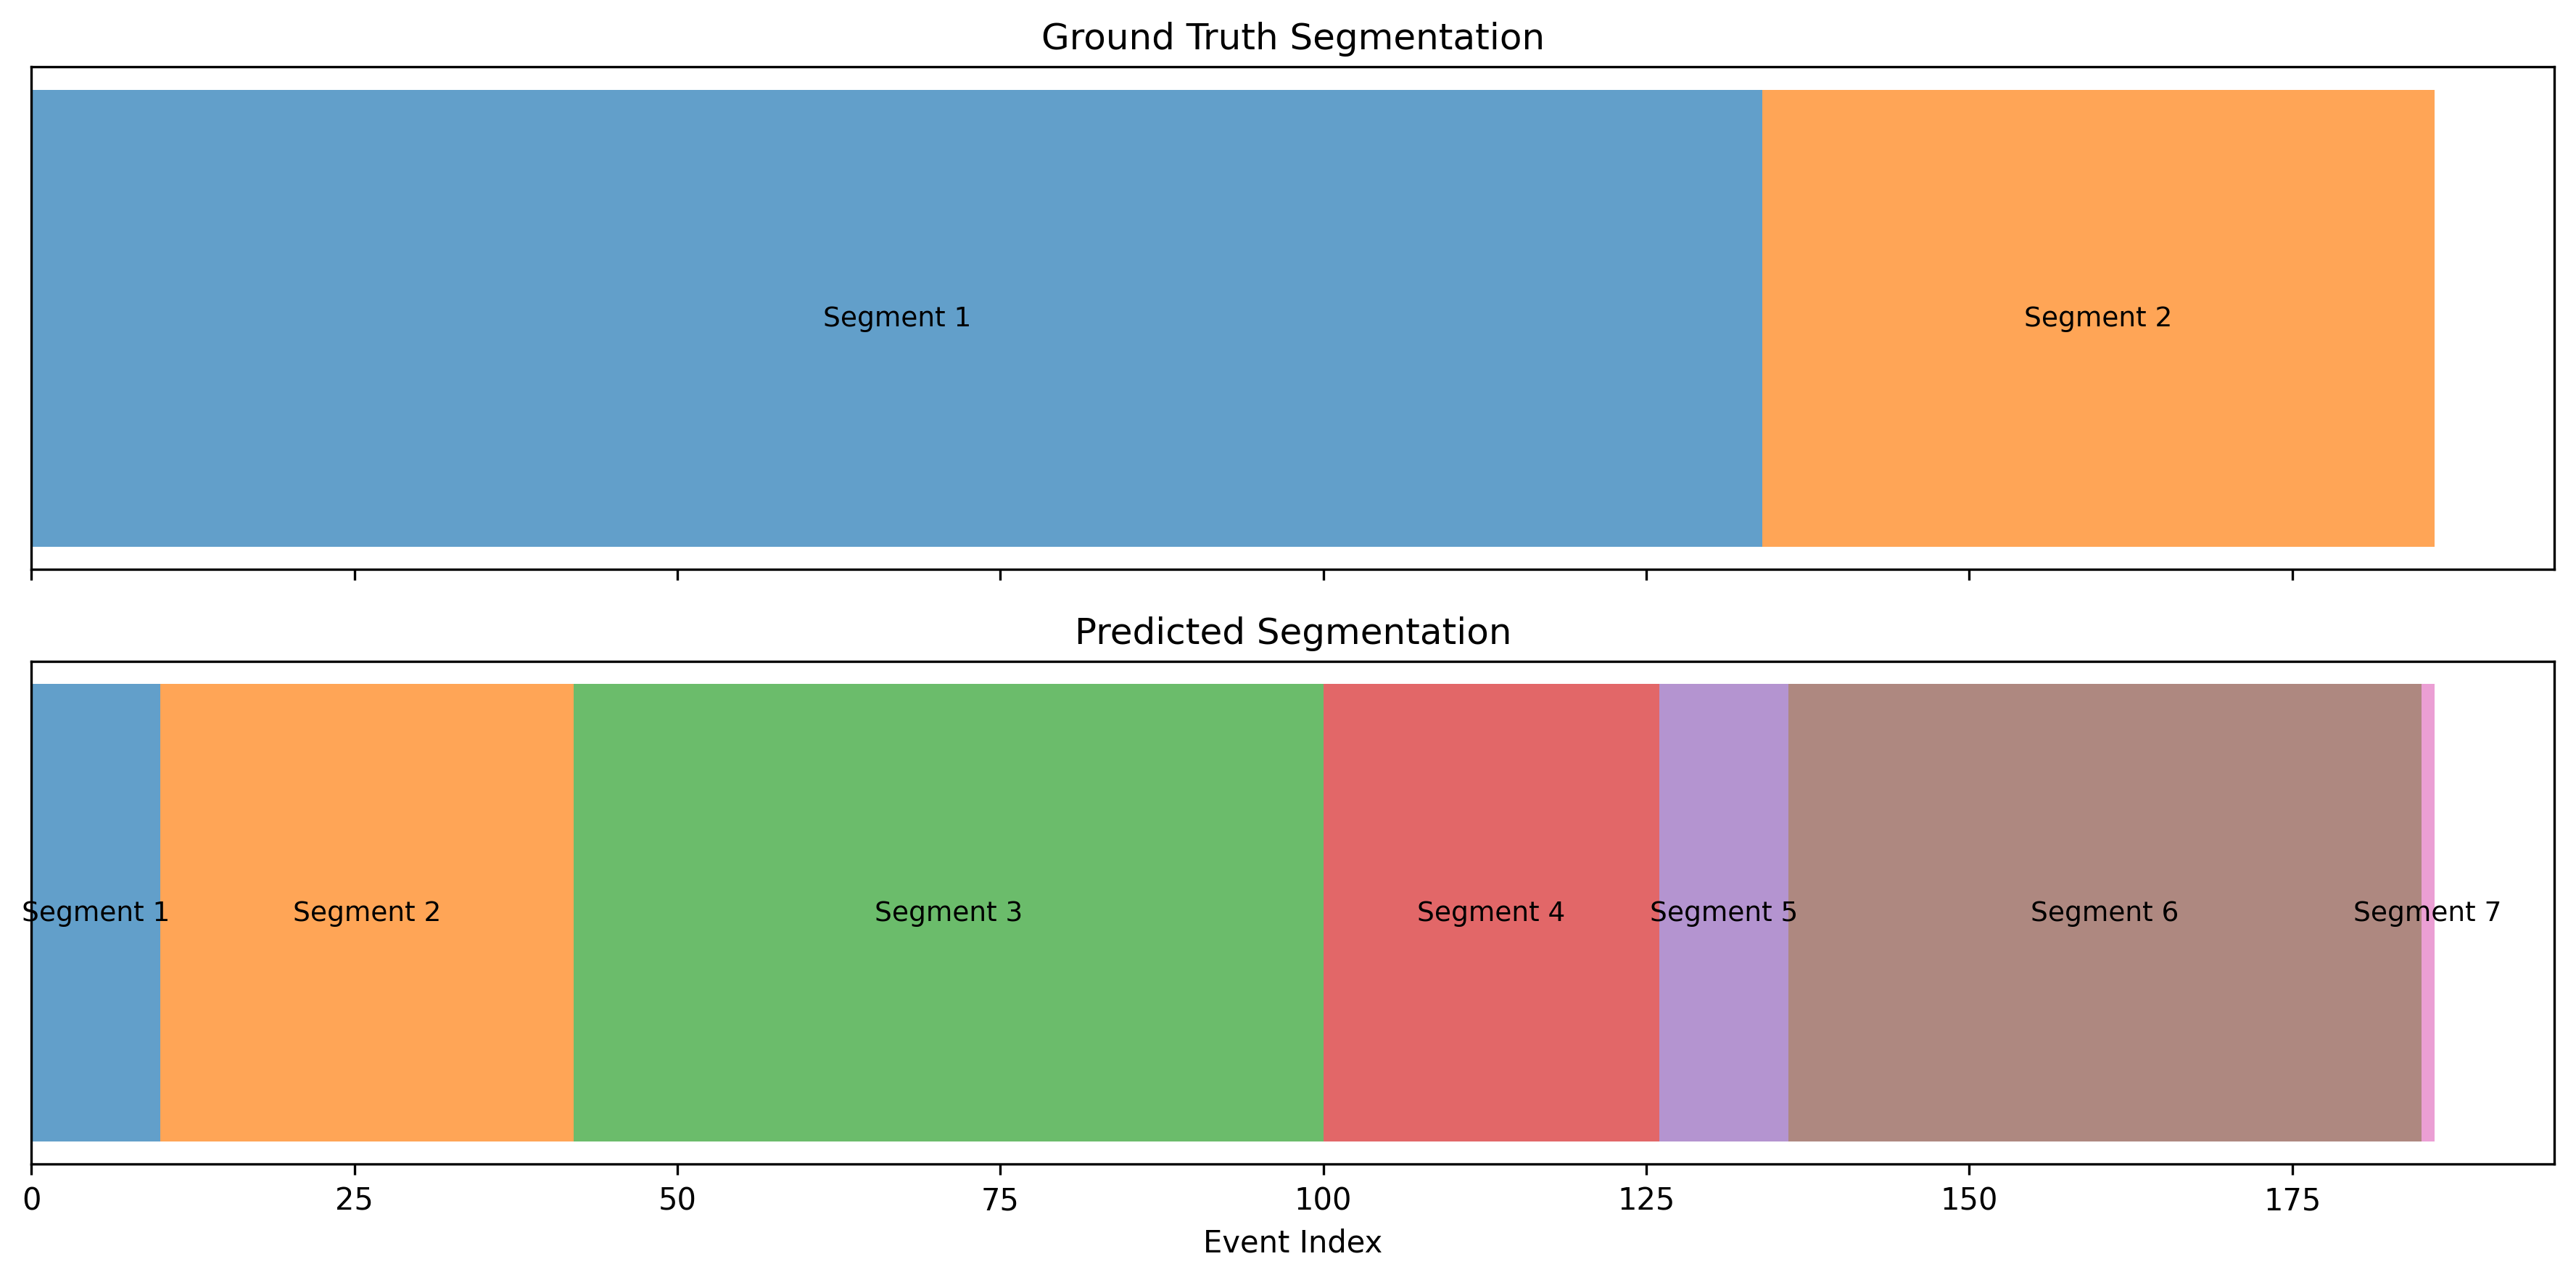 Ground Truth Segmentation
Segment 1 Segment 2
Predicted Segmentation
Segment 1 Segment 2 Segment 3 Segment 4 Segment 5 Segment 6 Segment 7
0 25 50 75 100 125 150 175
Event Index